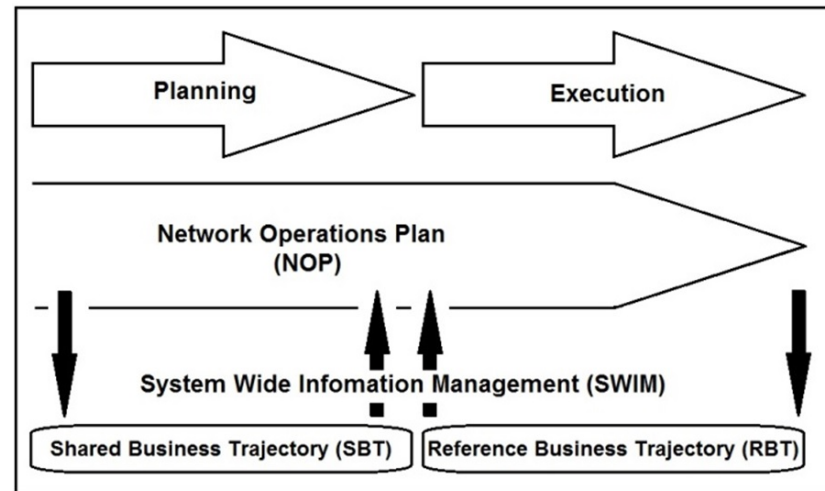 Planning
Execution
Network Operations Plan
(NOP)
System Wide Infomation Management (SWIM)
Shared Business Trajectory (SBT)
Reference Business Trajectory (RBT)